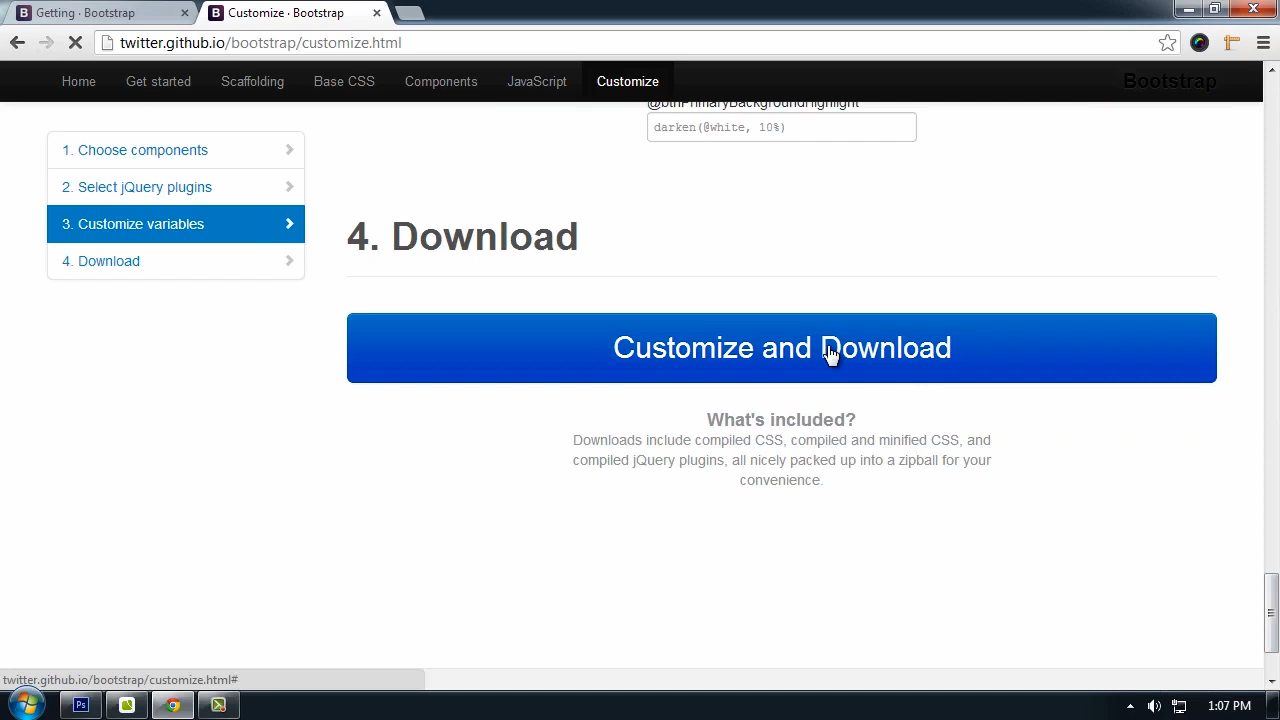 Getting · Bootstrap
Customize · Bootstrap
twitter.github.io/bootstrap/customize.html
Home
Get started
Scaffolding
Base CSS
Components
JavaScript
Customize
Bootstrap
@btnPrimaryBackgroundHighlight
darken(@white, 10%)
1. Choose components
2. Select jQuery plugins
3. Customize variables
4. Download
4. Download
Customize and Download
What's included?
Downloads include compiled CSS, compiled and minified CSS, and
compiled jQuery plugins, all nicely packed up into a zipball for your
convenience.
twitter.github.io/bootstrap/customize.html#
Ps
1:07 PM